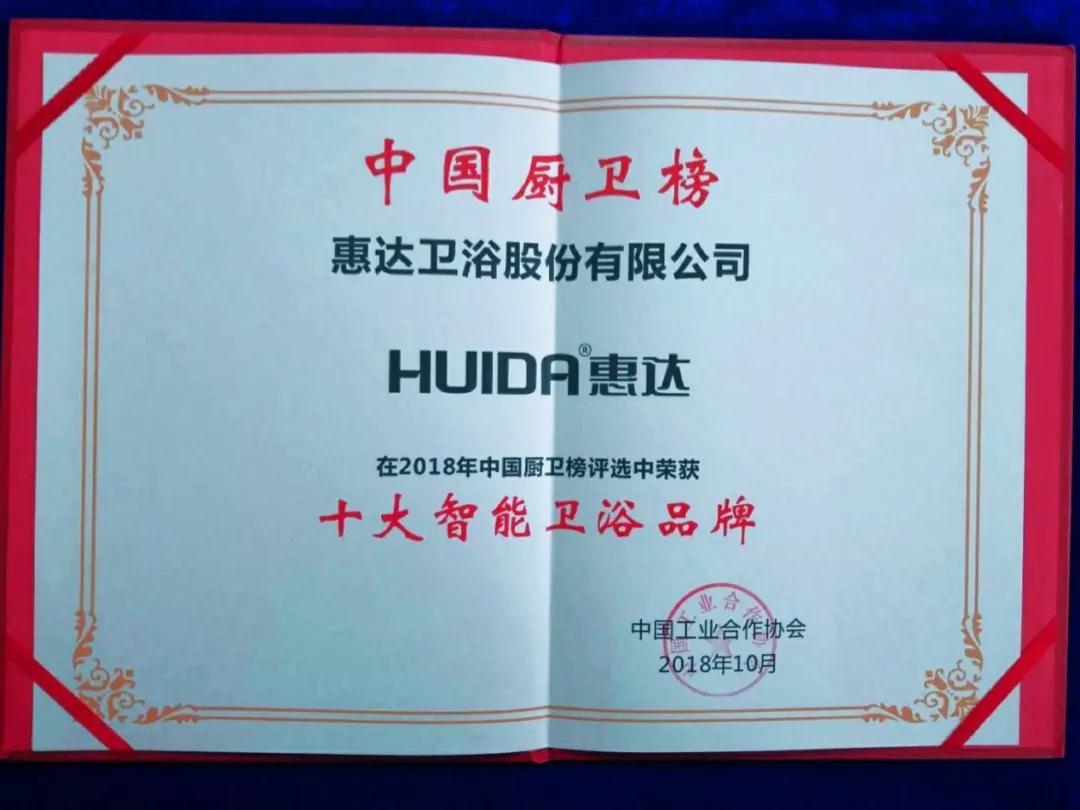 中国厨卫榜
惠达卫浴股份有限公司
HUIDA®惠达
在2018年中国厨卫榜评选中荣获
十大智能卫浴品牌
中国工业合作协会
2018年10月